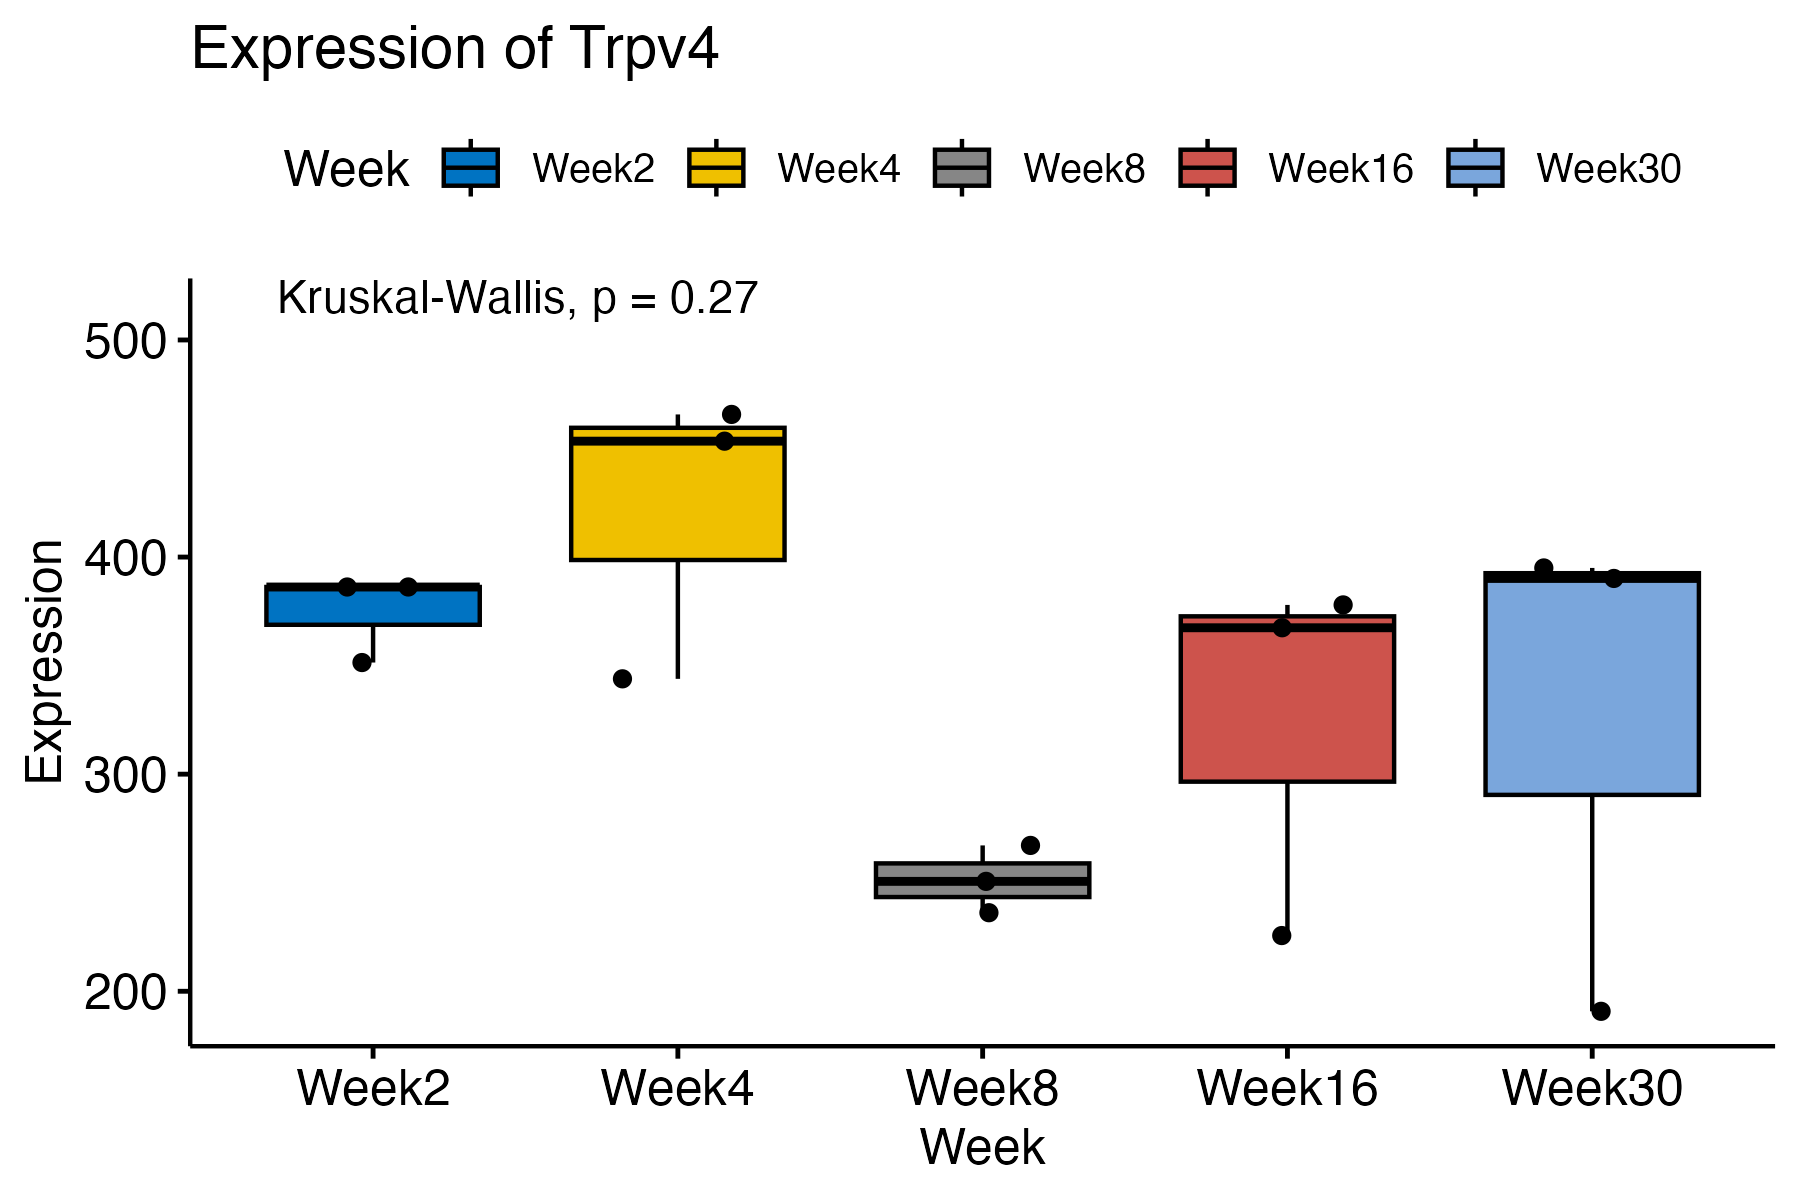 Expression of Trpv4
Week Week2 Week4 Week8 Week16 Week30
Kruskal-Wallis, p = 0.27
500
400
300
200
Expression
Week2 Week4 Week8 Week16 Week30
Week